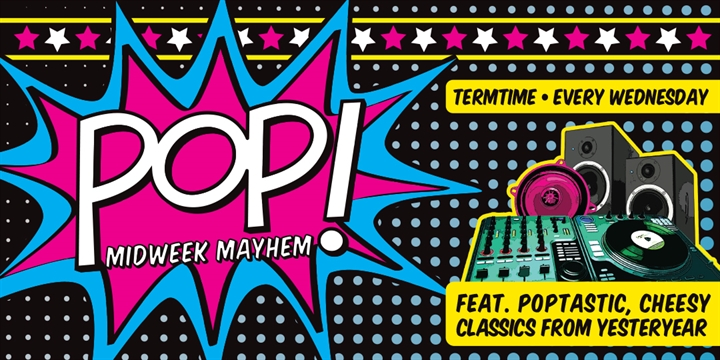 POP!
MIDWEEK MAYHEM
TERMTIME • EVERY WEDNESDAY
FEAT. POPTASTIC, CHEESY
CLASSICS FROM YESTERYEAR